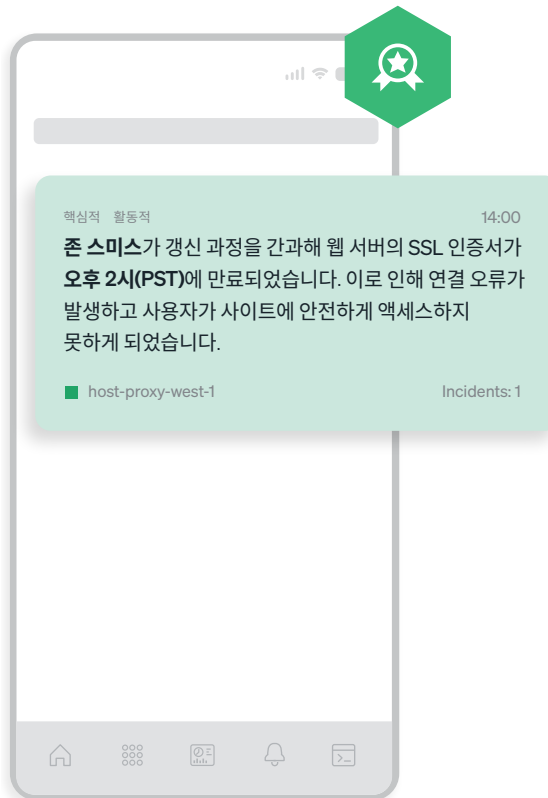 핵심적 활동적 14:00
존 스미스가 갱신 과정을 간과해 웹 서버의 SSL 인증서가
오후 2시(PST)에 만료되었습니다. 이로 인해 연결 오류가
발생하고 사용자가 사이트에 안전하게 액세스하지
못하게 되었습니다.
host-proxy-west-1 Incidents: 1